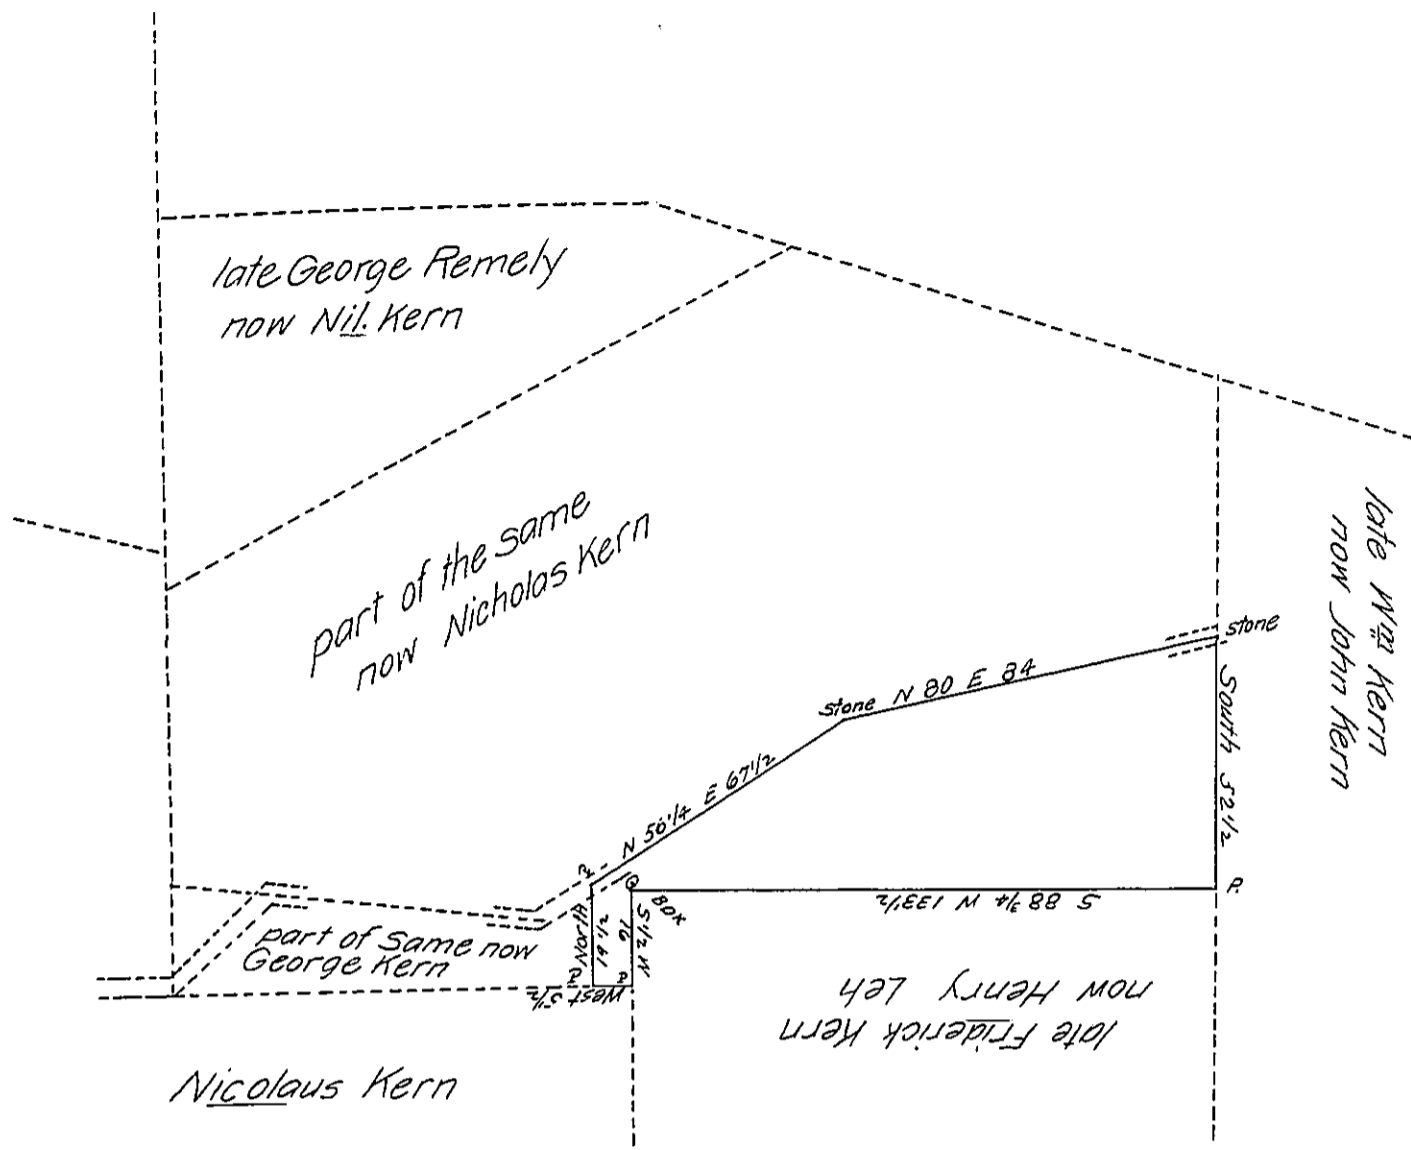 late George Remely
now Nil. Kern
part of the same
now Nicholas Kern
late Wm Kern
now John Kern
stone
stone N 80 E 84
South 52 1/2
N 56 1/4 E 67 1/2
P.
S 88 3/4 W 133 1/2
BOX
S 1/2 W
16
North
P
West 5 1/2
part of Same now
George Kern
late Friderick Kern
now Henry Leh
Nicolaus Kern